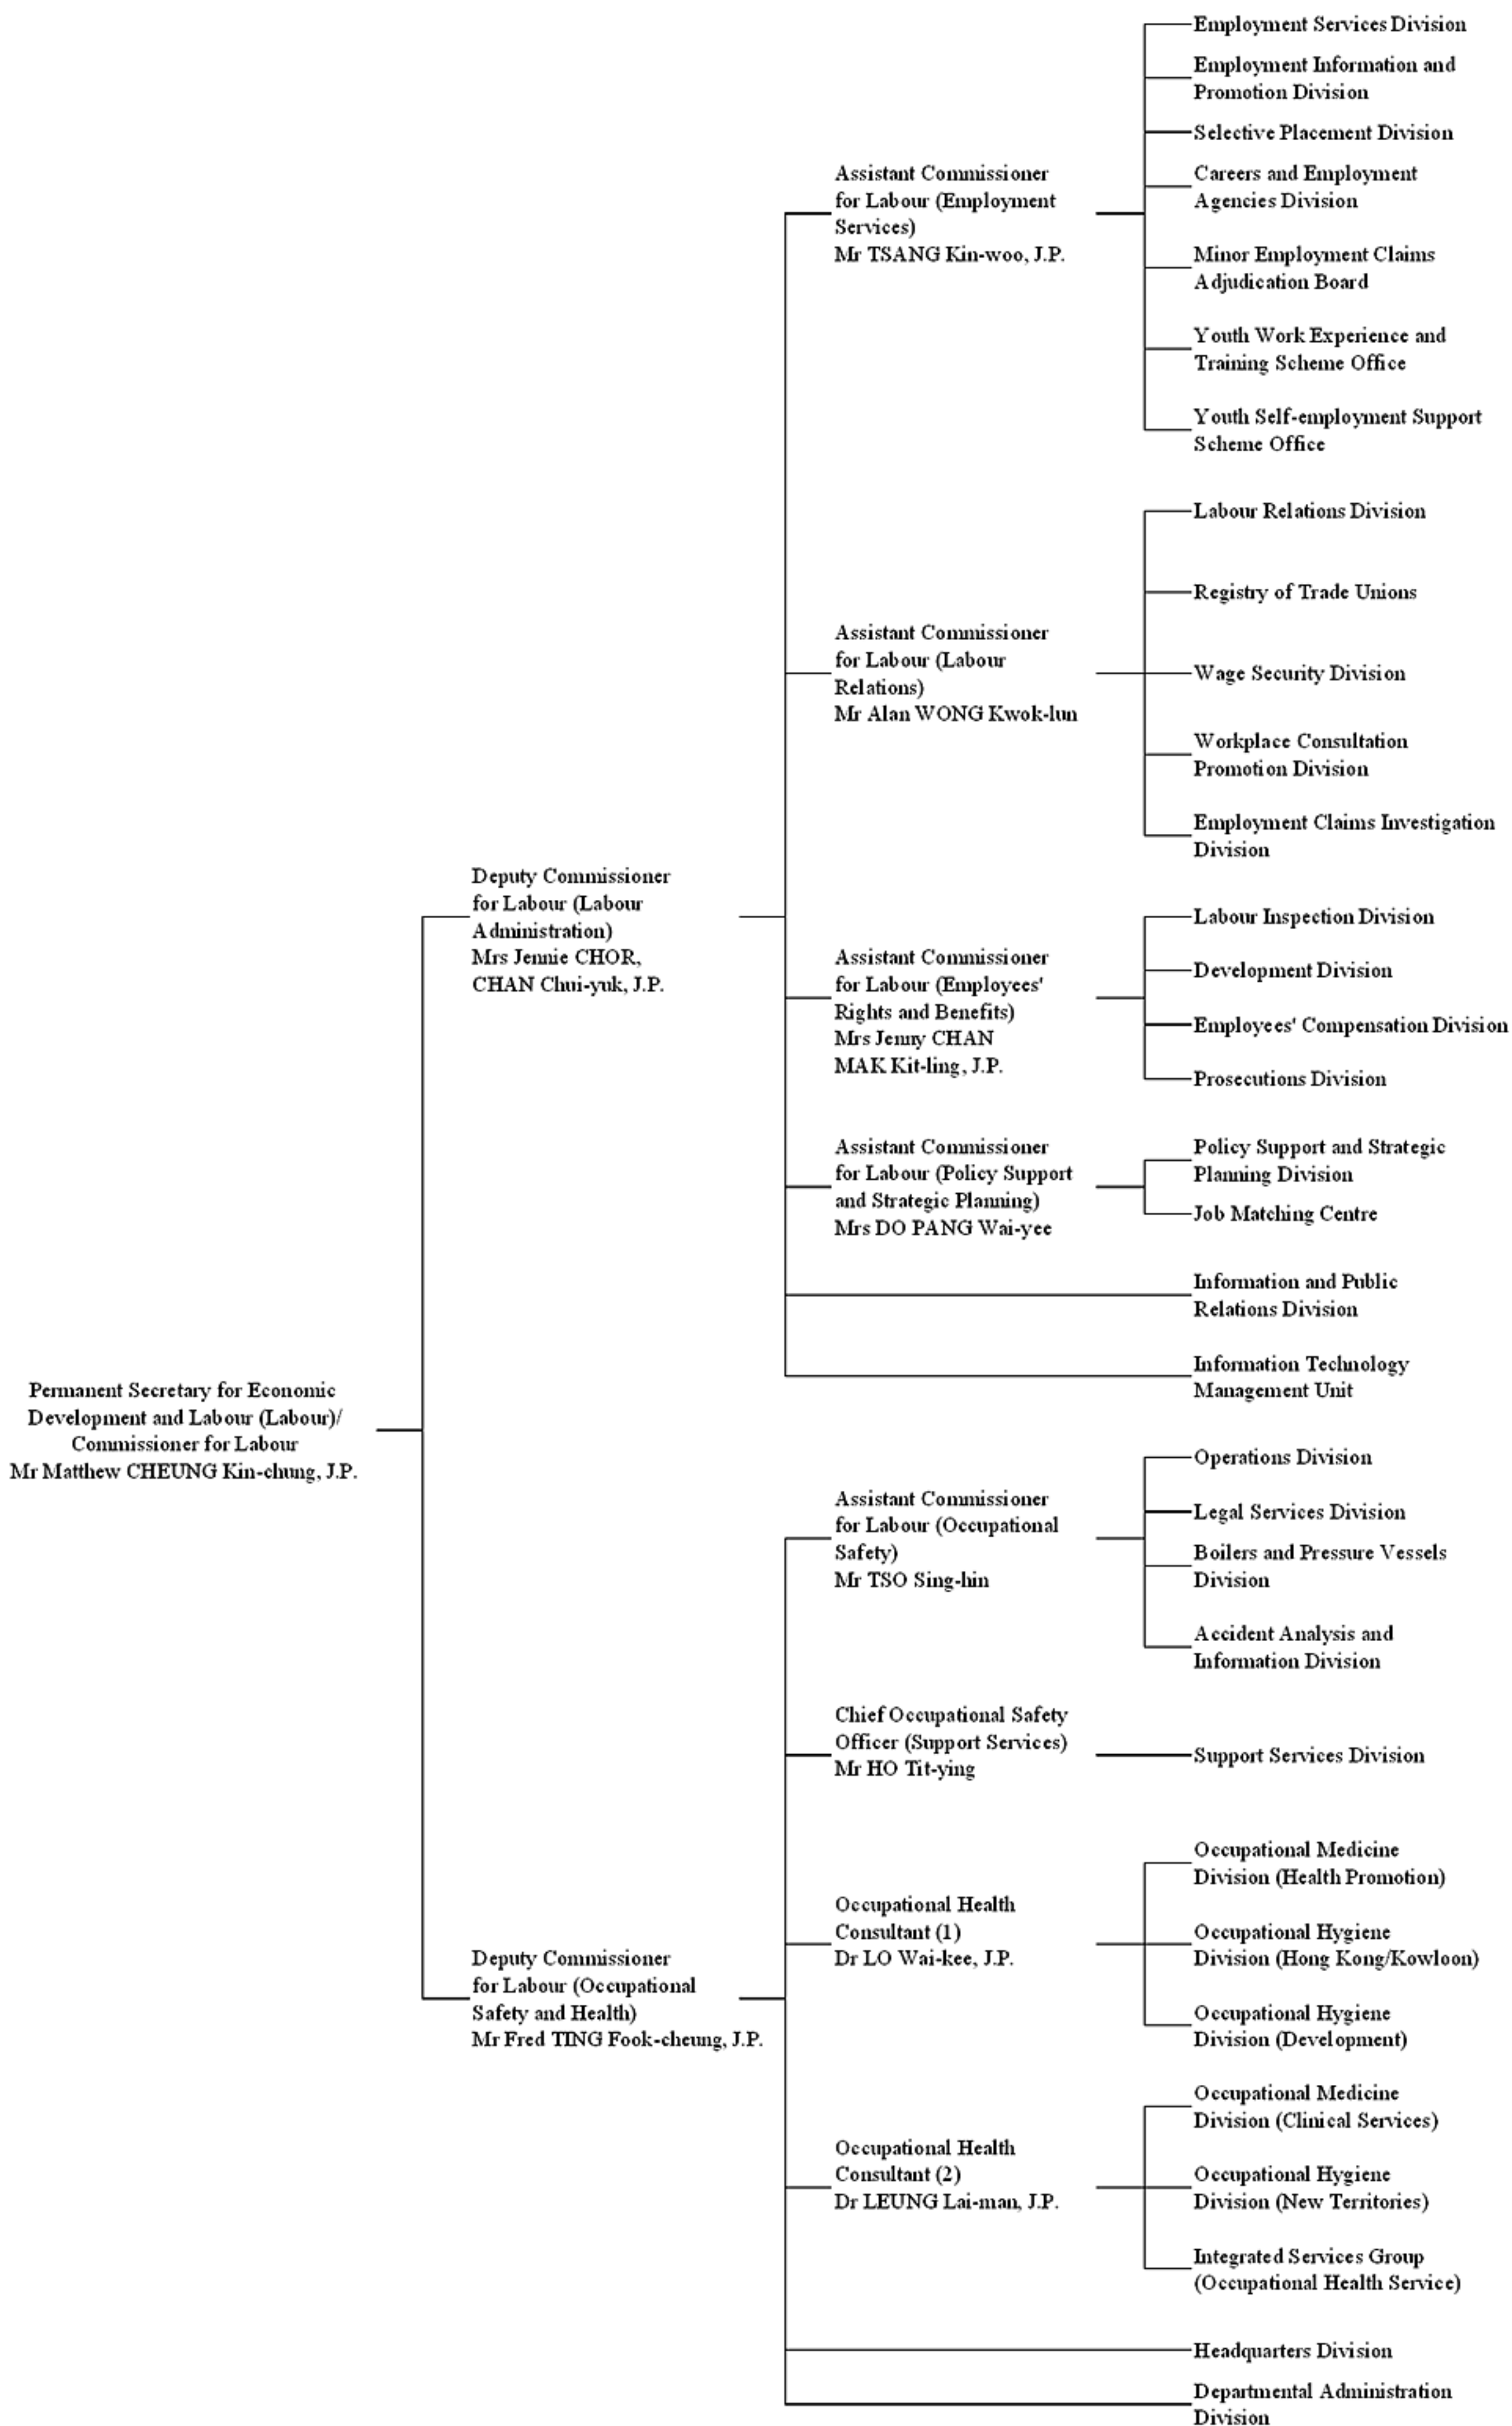 Permanent Secretary for Economic
Development and Labour (Labour)/
Commissioner for Labour
Mr Matthew CHEUNG Kin-chung, J.P.
Deputy Commissioner
for Labour (Labour
Administration)
Mrs Jennie CHOR,
CHAN Chui-yuk, J.P.
Assistant Commissioner
for Labour (Employment
Services)
Mr TSANG Kin-woo, J.P.
Employment Services Division
Employment Information and
Promotion Division
Selective Placement Division
Careers and Employment
Agencies Division
Minor Employment Claims
Adjudication Board
Youth Work Experience and
Training Scheme Office
Youth Self-employment Support
Scheme Office
Assistant Commissioner
for Labour (Labour
Relations)
Mr Alan WONG Kwok-lun
Labour Relations Division
Registry of Trade Unions
Wage Security Division
Workplace Consultation
Promotion Division
Employment Claims Investigation
Division
Assistant Commissioner
for Labour (Employees'
Rights and Benefits)
Mrs Jenny CHAN
MAK Kit-ling, J.P.
Labour Inspection Division
Development Division
Employees' Compensation Division
Prosecutions Division
Assistant Commissioner
for Labour (Policy Support
and Strategic Planning)
Mrs DO PANG Wai-yee
Policy Support and Strategic
Planning Division
Job Matching Centre
Information and Public
Relations Division
Information Technology
Management Unit
Deputy Commissioner
for Labour (Occupational
Safety and Health)
Mr Fred TING Fook-cheung, J.P.
Assistant Commissioner
for Labour (Occupational
Safety)
Mr TSO Sing-hin
Operations Division
Legal Services Division
Boilers and Pressure Vessels
Division
Accident Analysis and
Information Division
Chief Occupational Safety
Officer (Support Services)
Mr HO Tit-ying
Support Services Division
Occupational Health
Consultant (1)
Dr LO Wai-kee, J.P.
Occupational Medicine
Division (Health Promotion)
Occupational Hygiene
Division (Hong Kong/Kowloon)
Occupational Hygiene
Division (Development)
Occupational Health
Consultant (2)
Dr LEUNG Lai-man, J.P.
Occupational Medicine
Division (Clinical Services)
Occupational Hygiene
Division (New Territories)
Integrated Services Group
(Occupational Health Service)
Headquarters Division
Departmental Administration
Division